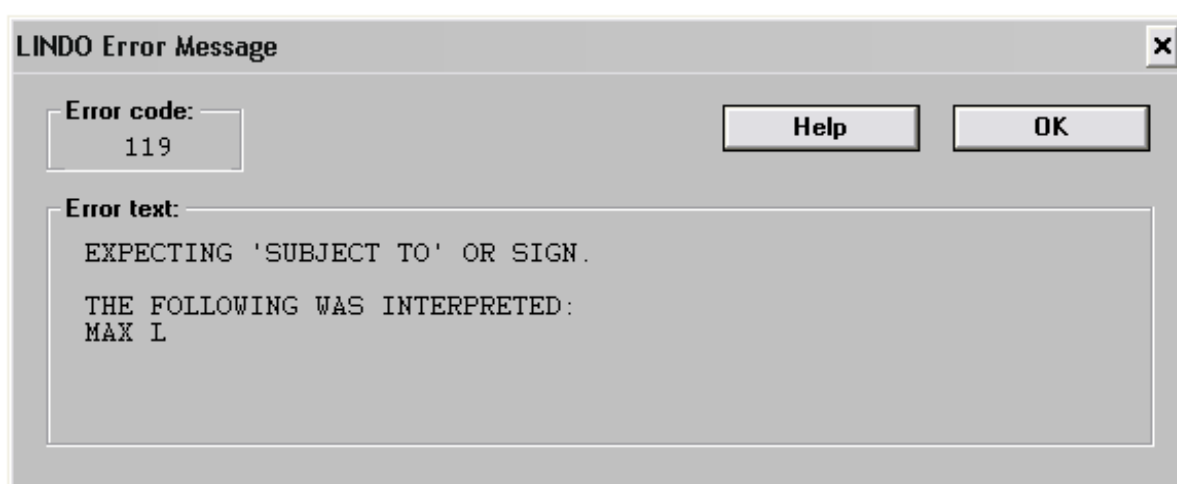 LINDO Error Message
Error code:
119
Help
OK
Error text:
EXPECTING 'SUBJECT TO' OR SIGN.
THE FOLLOWING WAS INTERPRETED:
MAX L